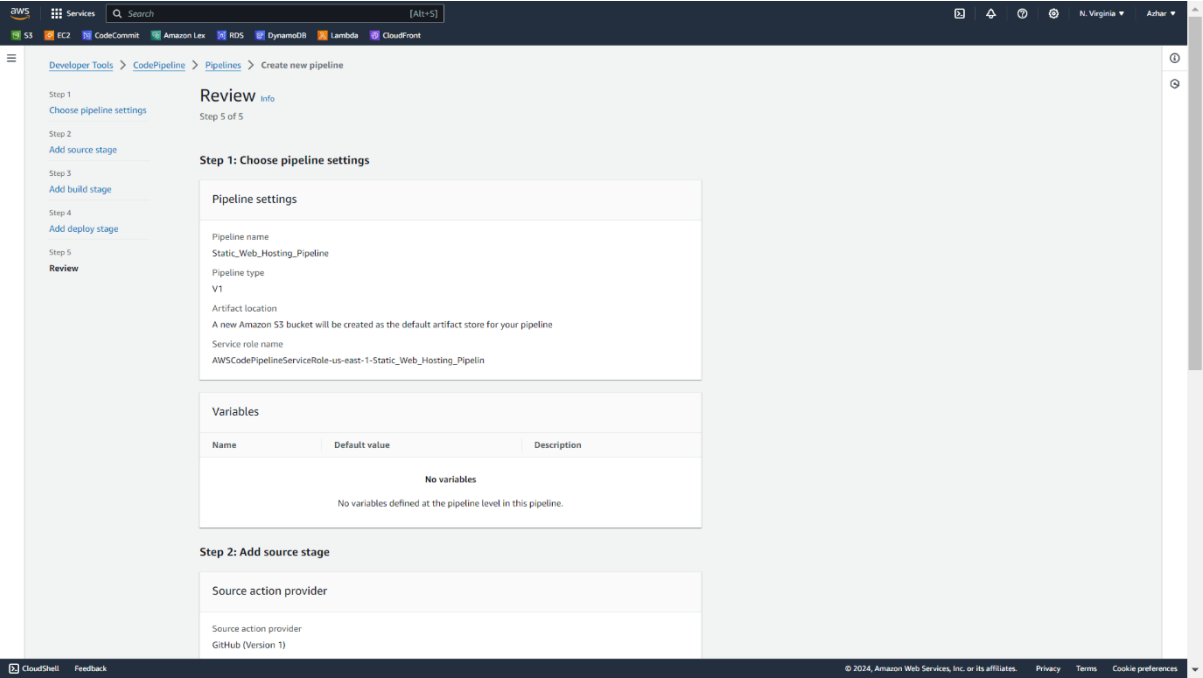 aws Services Search [Alt+S] N. Virginia Azhar
S3 EC2 CodeCommit Amazon Lex RDS DynamoDB Lambda CloudFront
Developer Tools > CodePipeline > Pipelines > Create new pipeline
Step 1
Choose pipeline settings
Step 2
Add source stage
Step 3
Add build stage
Step 4
Add deploy stage
Step 5
Review
Review Info
Step 5 of 5
Step 1: Choose pipeline settings
Pipeline settings
Pipeline name
Static_Web_Hosting_Pipeline
Pipeline type
V1
Artifact location
A new Amazon S3 bucket will be created as the default artifact store for your pipeline
Service role name
AWSCodePipelineServiceRole-us-east-1-Static_Web_Hosting_Pipelin
Variables
Name Default value Description
No variables
No variables defined at the pipeline level in this pipeline.
Step 2: Add source stage
Source action provider
Source action provider
GitHub (Version 1)
CloudShell Feedback © 2024, Amazon Web Services, Inc. or its affiliates. Privacy Terms Cookie preferences